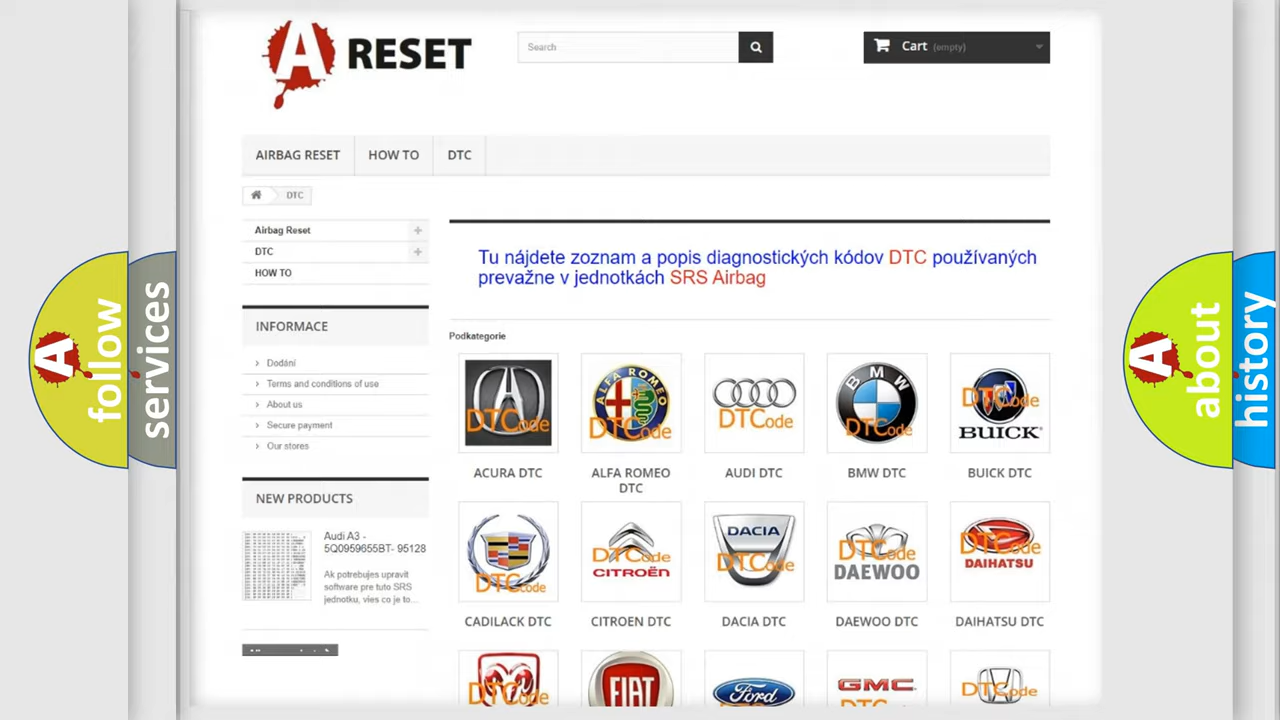 A RESET
Search
Cart (empty)
AIRBAG RESET
HOW TO
DTC
DTC
Airbag Reset
DTC
HOW TO
INFORMACE
Dodání
Terms and conditions of use
About us
Secure payment
Our stores
NEW PRODUCTS
Audi A3 -
5Q0959655BT- 95128
Ak potrebujes upravit
software pre tuto SRS
jednotku, vies co je to...
Tu nájdete zoznam a popis diagnostických kódov DTC používaných
prevažne v jednotkách SRS Airbag
Podkategorie
DTCode
ALFA ROMEO
DTCode
DTCode
BMW
DTCode
DTCode
BUICK
ACURA DTC
ALFA ROMEO
DTC
AUDI DTC
BMW DTC
BUICK DTC
DTCode
DTCode
CITROËN
DACIA
DTCode
DTCode
DAEWOO
DTCode
DAIHATSU
CADILACK DTC
CITROEN DTC
DACIA DTC
DAEWOO DTC
DAIHATSU DTC
DTCode
FIAT
Ford
GMC
DTCode
A follow
services
A about
history